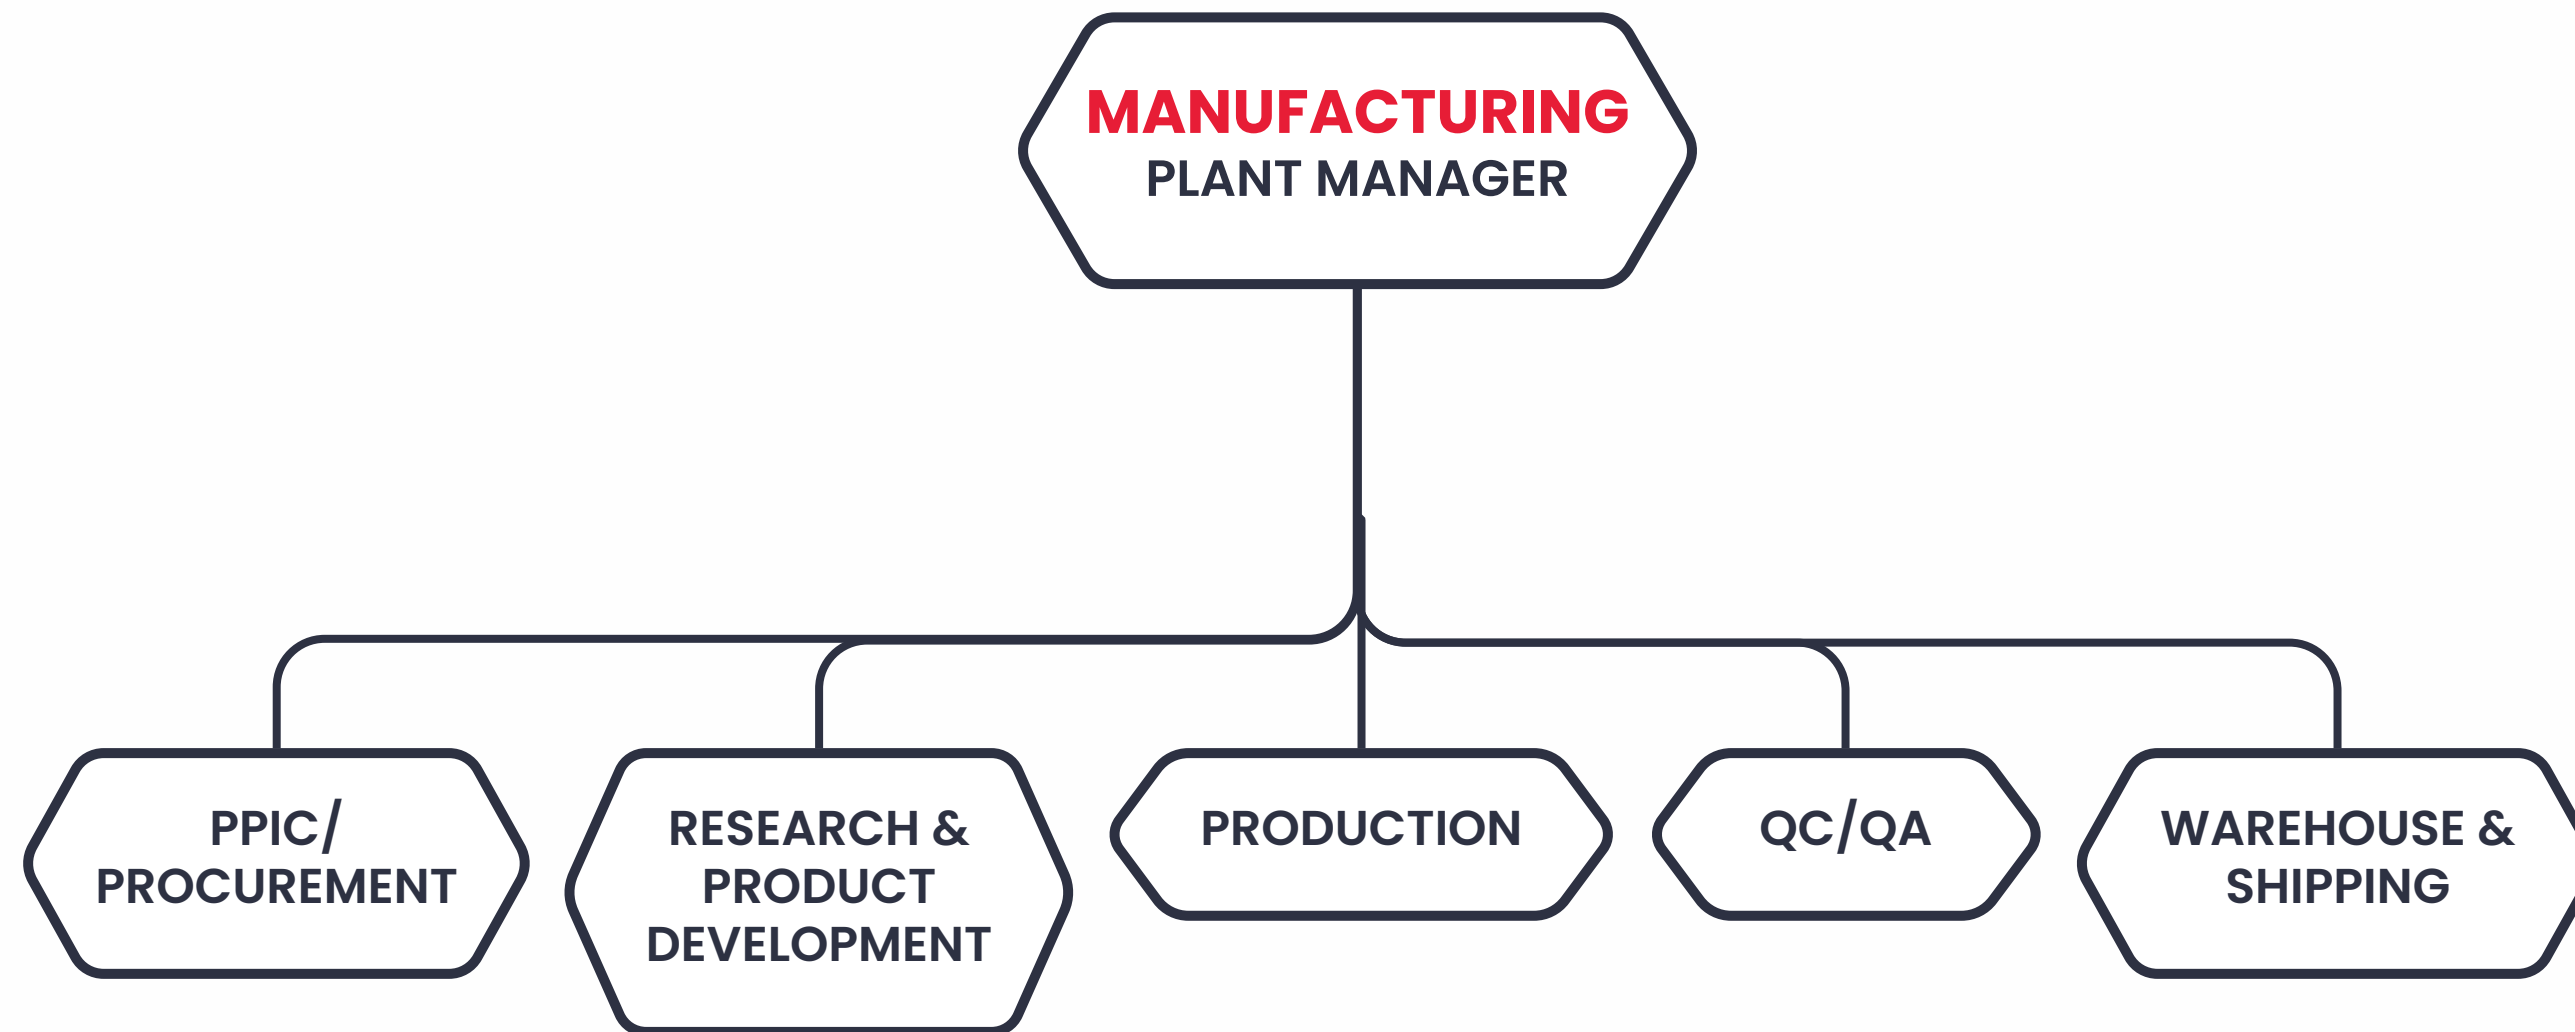 MANUFACTURING
PLANT MANAGER
PPIC/
PROCUREMENT
RESEARCH &
PRODUCT
DEVELOPMENT
PRODUCTION
QC/QA
WAREHOUSE &
SHIPPING